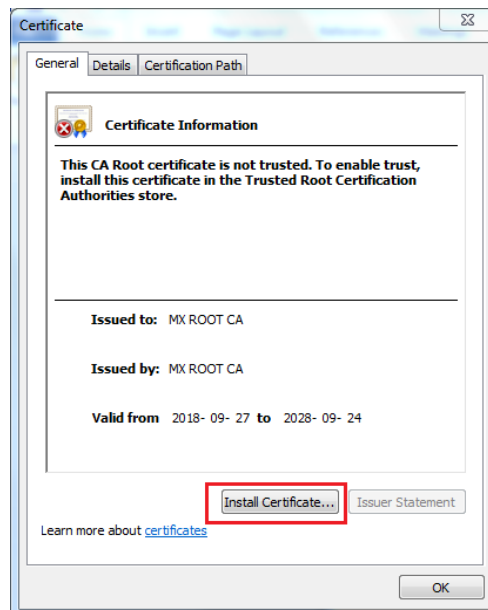 Certificate
General Details Certification Path
Certificate Information
This CA Root certificate is not trusted. To enable trust,
install this certificate in the Trusted Root Certification
Authorities store.
Issued to: MX ROOT CA
Issued by: MX ROOT CA
Valid from 2018- 09- 27 to 2028- 09- 24
Install Certificate... Issuer Statement
Learn more about certificates
OK